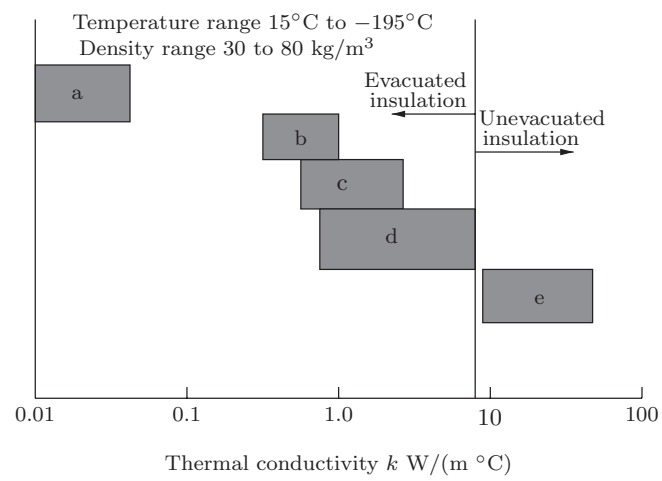 Temperature range 15°C to −195°C
Density range 30 to 80 kg/m³
a
Evacuated
insulation
Unevacuated
insulation
b
c
d
e
0.01 0.1 1.0 10 100
Thermal conductivity k W/(m °C)